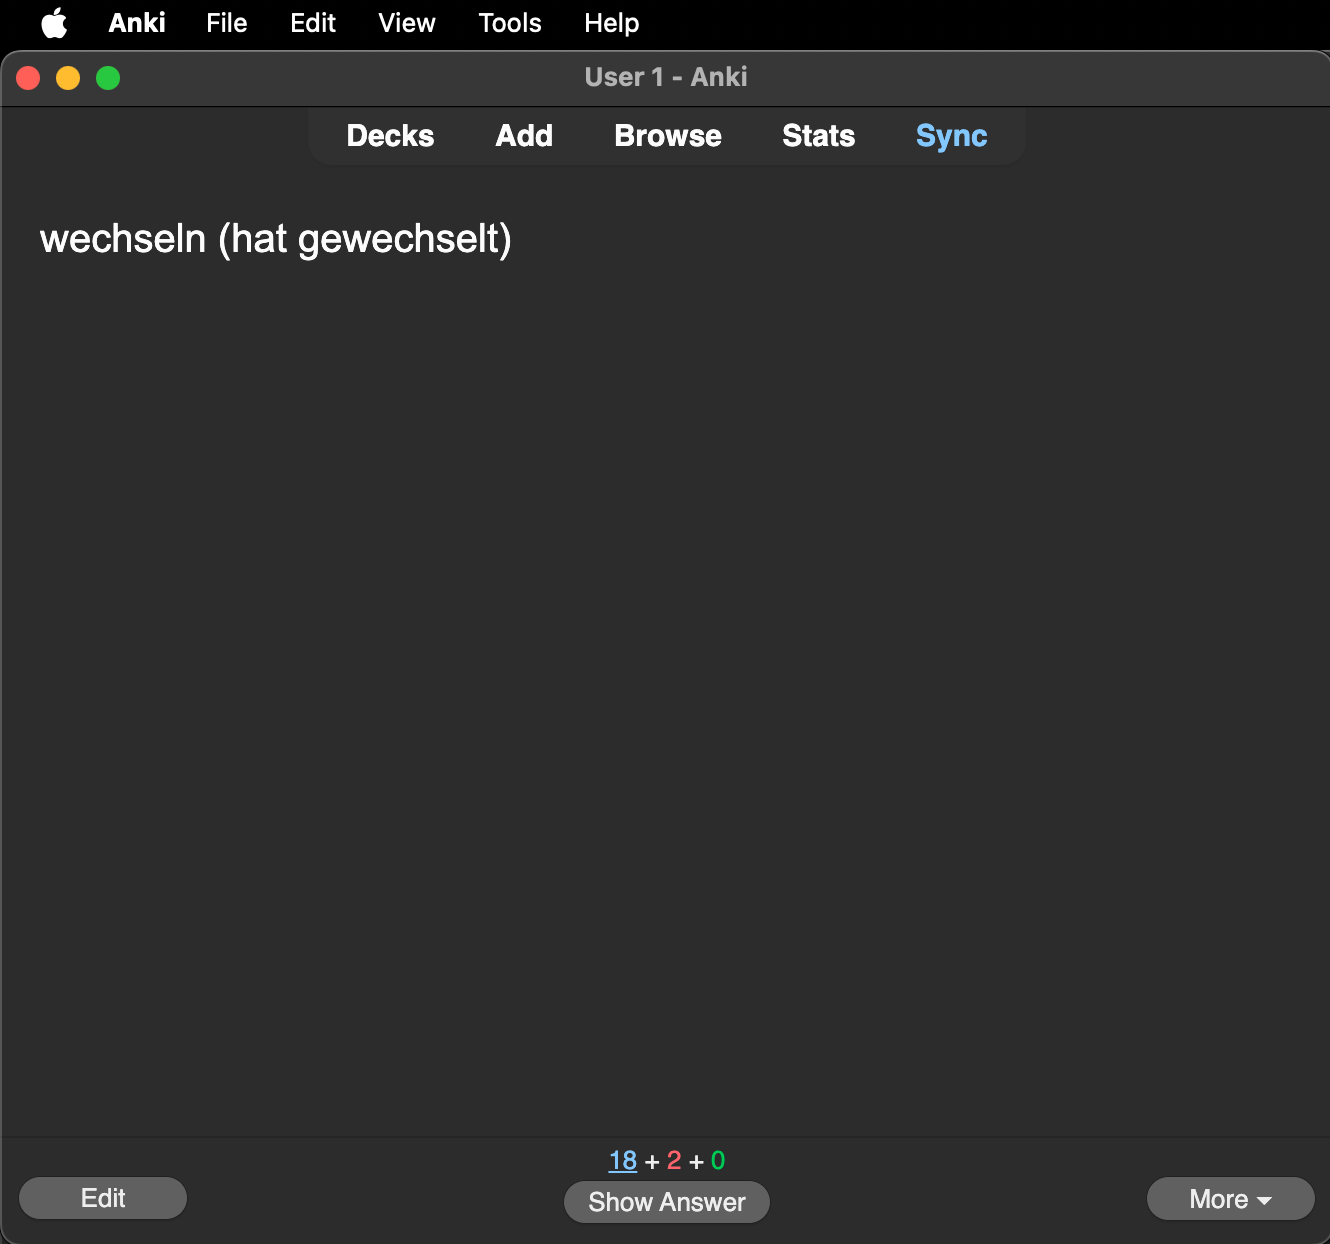 Anki File Edit View Tools Help
User 1 - Anki
Decks Add Browse Stats Sync
wechseln (hat gewechselt)
18 + 2 + 0
Edit Show Answer More